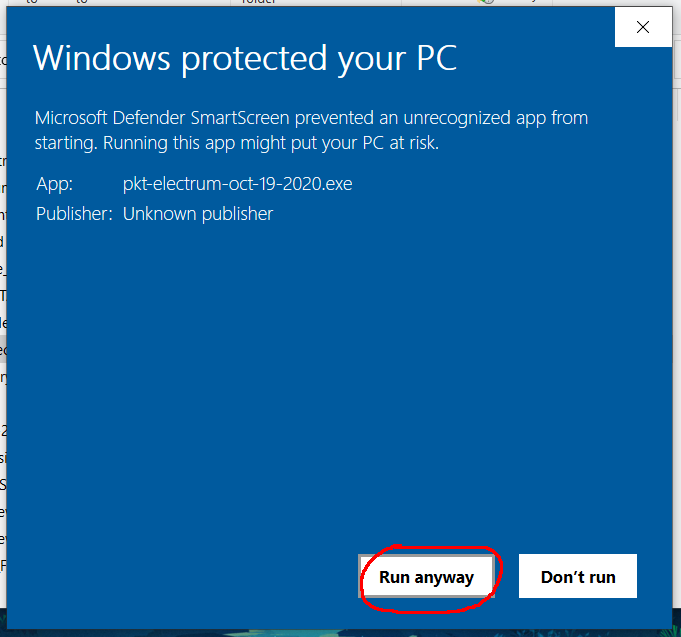 Windows protected your PC
Microsoft Defender SmartScreen prevented an unrecognized app from
starting. Running this app might put your PC at risk.
App: pkt-electrum-oct-19-2020.exe
Publisher: Unknown publisher
Run anyway Don't run